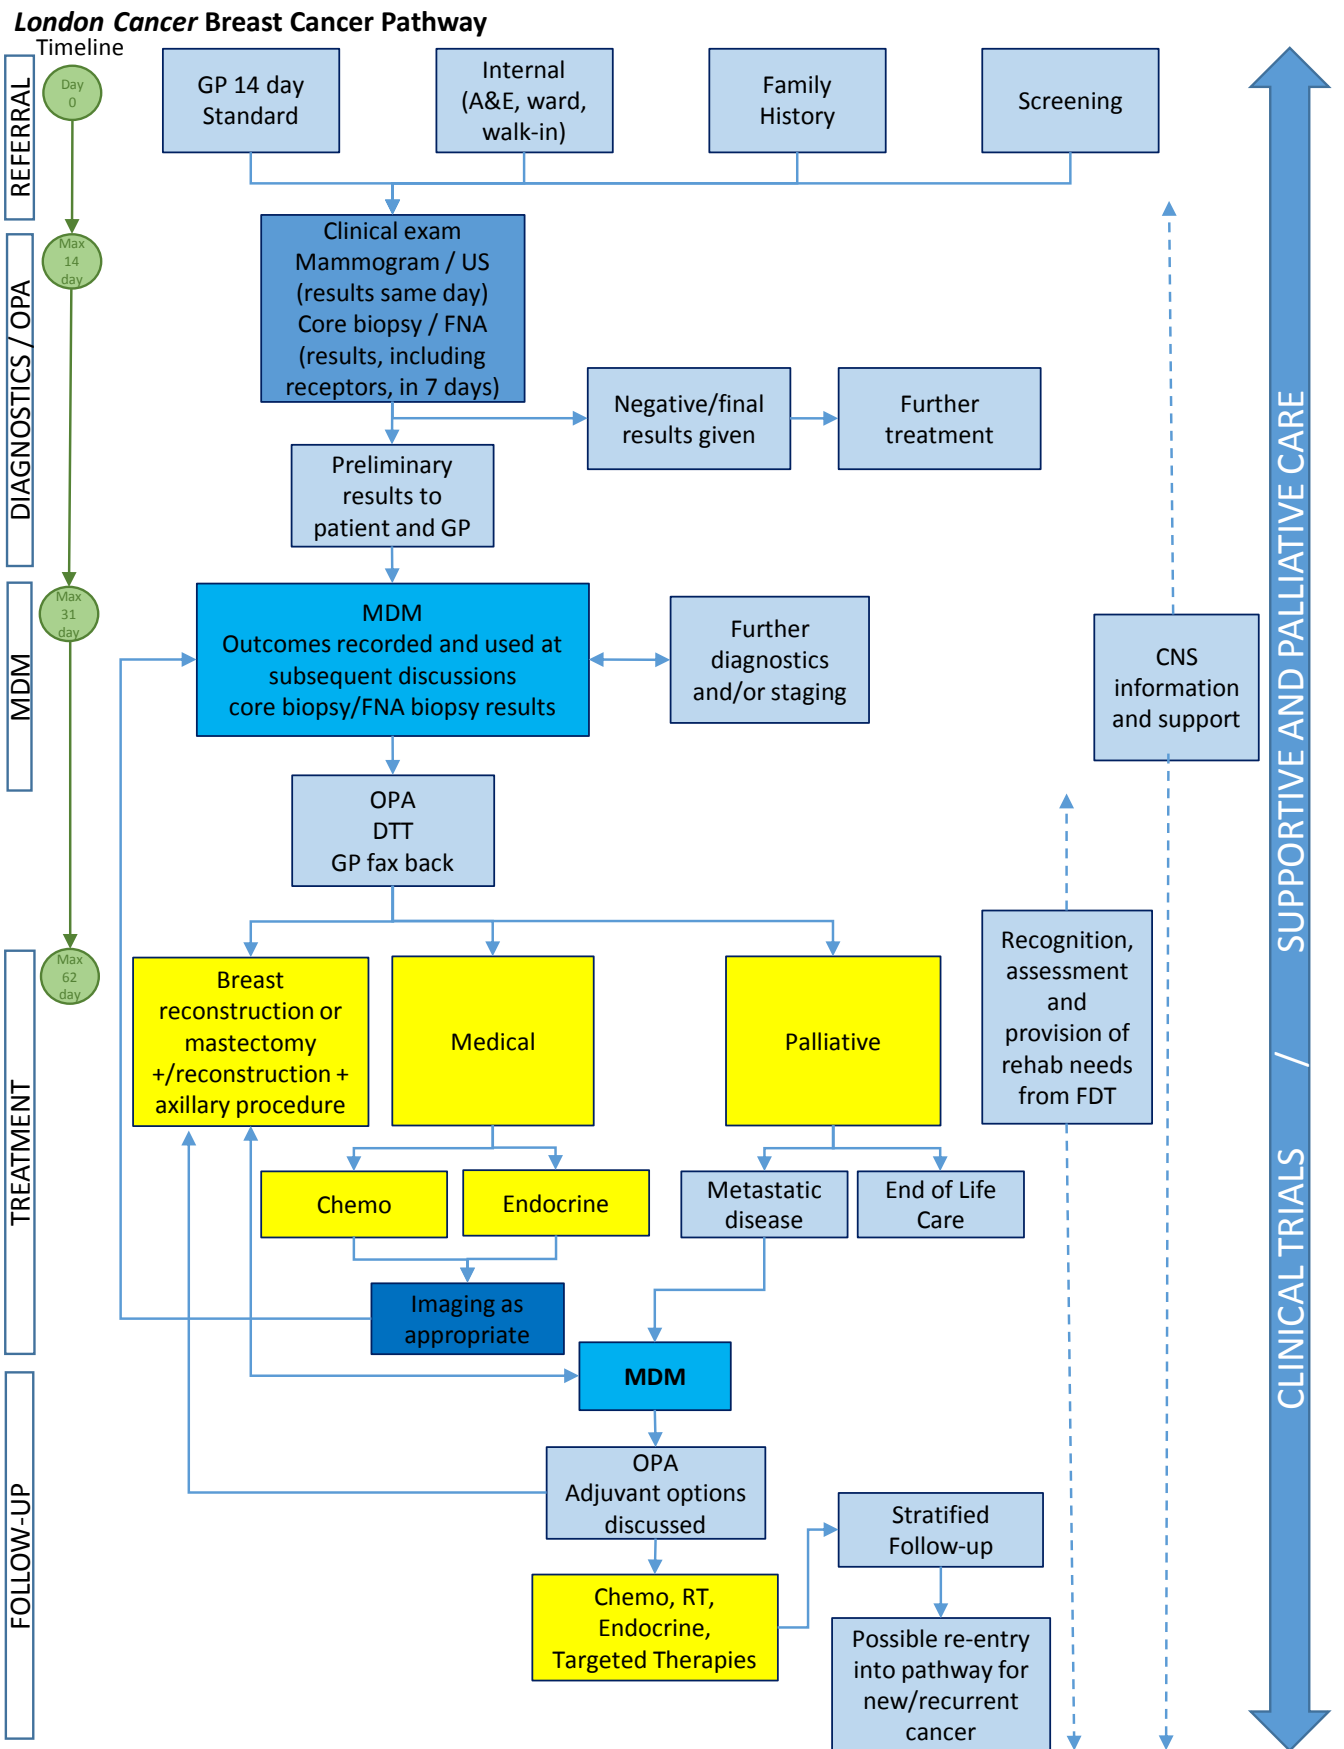 London Cancer Breast Cancer Pathway
Timeline
REFERRAL
Day
0
GP 14 day
Standard
Internal
(A&E, ward,
walk-in)
Family
History
Screening
DIAGNOSTICS / OPA
Max
14
day
Clinical exam
Mammogram / US
(results same day)
Core biopsy / FNA
(results, including
receptors, in 7 days)
Negative/final
results given
Further
treatment
Preliminary
results to
patient and GP
MDM
Max
31
day
MDM
Outcomes recorded and used at
subsequent discussions
core biopsy/FNA biopsy results
Further
diagnostics
and/or staging
CNS
information
and support
OPA
DTT
GP fax back
TREATMENT
Max
62
day
Breast
reconstruction or
mastectomy
+/reconstruction +
axillary procedure
Medical
Palliative
Recognition,
assessment
and
provision of
rehab needs
from FDT
Chemo
Endocrine
Metastatic
disease
End of Life
Care
Imaging as
appropriate
MDM
FOLLOW-UP
OPA
Adjuvant options
discussed
Stratified
Follow-up
Chemo, RT,
Endocrine,
Targeted Therapies
Possible re-entry
into pathway for
new/recurrent
cancer
CLINICAL TRIALS / SUPPORTIVE AND PALLIATIVE CARE